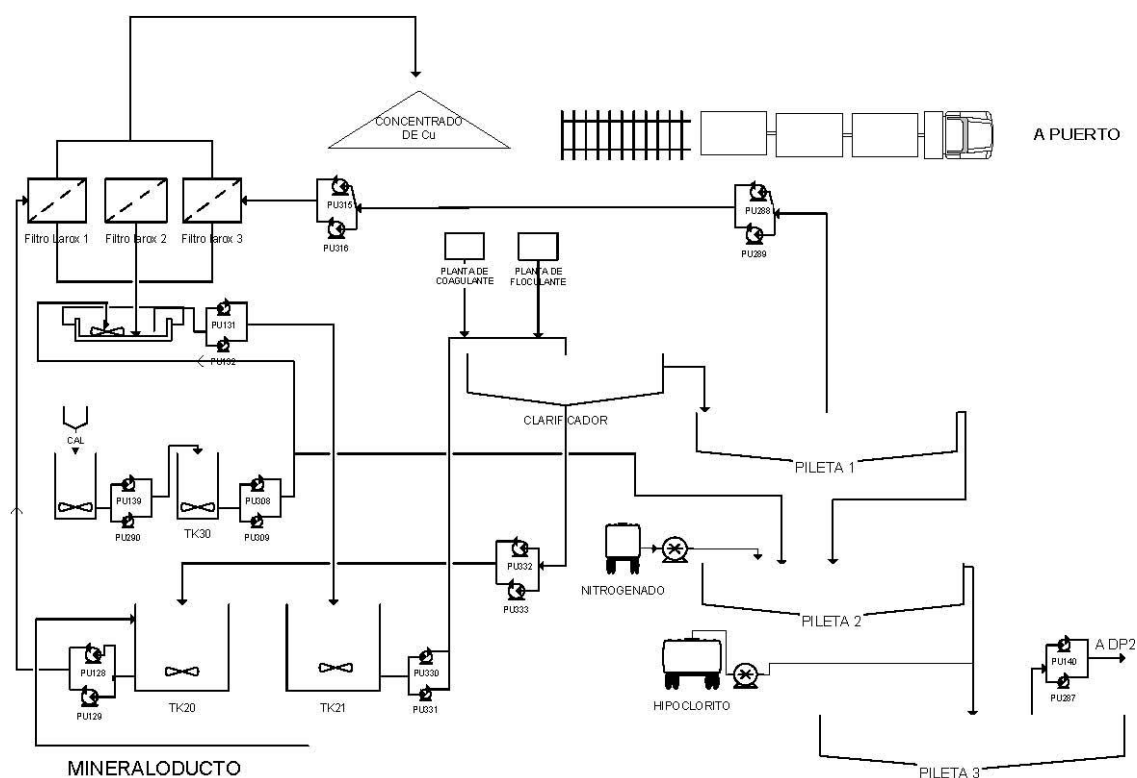 CONCENTRADO
DE Cu
A PUERTO
PU315
PU316
PU288
PU289
Filtro Larox 1
Filtro larox 2
Filtro larox 3
PLANTA DE
COAGULANTE
PLANTA DE
FLOCULANTE
PU131
PU132
CLARIFICADOR
CAL
PILETA 1
PU139
PU290
TK30
PU308
PU309
PU332
PU333
NITROGENADO
PILETA 2
HIPOCLORITO
A DP2
PU140
PU287
PU128
PU129
TK20
TK21
PU330
PU331
PILETA 3
MINERALODUCTO